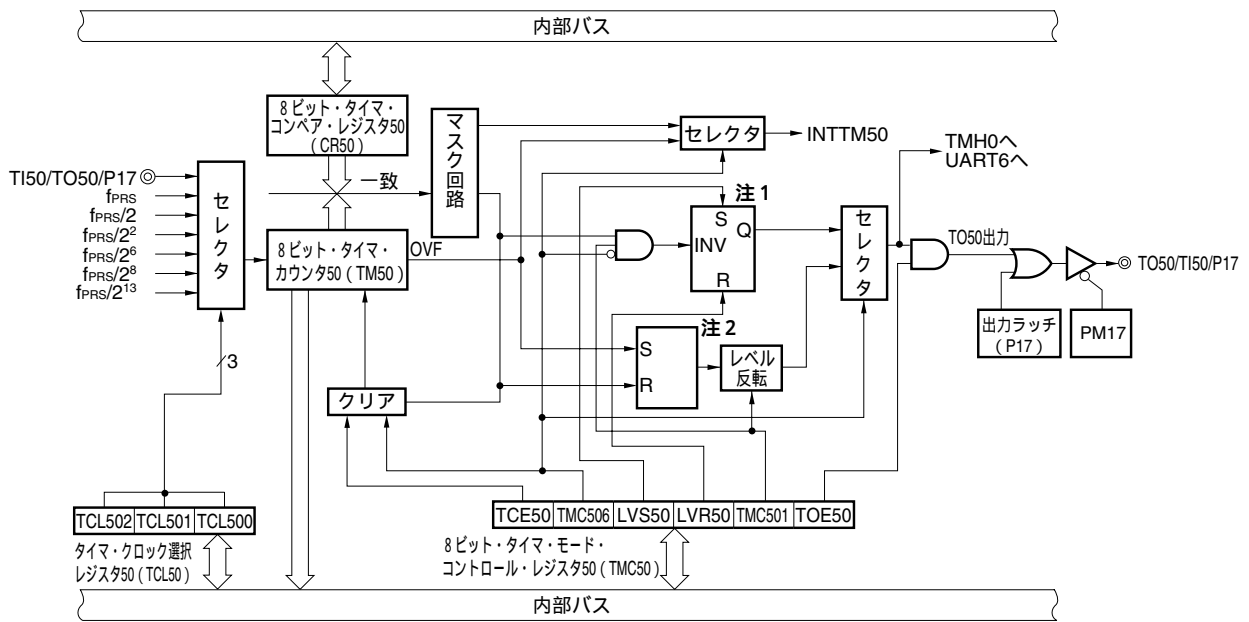 内部バス
8ビット・タイマ・
コンペア・レジスタ50
(CR50)
マスク回路
セレクタ
INTTM50
TMH0へ
UART6へ
TI50/TO50/P17
fPRS
fPRS/2
fPRS/2²
fPRS/2⁶
fPRS/2⁸
fPRS/2¹³
セレクタ
一致
8ビット・タイマ・
カウンタ50(TM50)
OVF
注1
S
Q
INV
R
セレクタ
TO50出力
TO50/TI50/P17
出力ラッチ
(P17)
PM17
注2
S
R
レベル
反転
3
クリア
TCL502 TCL501 TCL500
タイマ・クロック選択
レジスタ50(TCL50)
TCE50 TMC506 LVS50 LVR50 TMC501 TOE50
8ビット・タイマ・モード・
コントロール・レジスタ50(TMC50)
内部バス